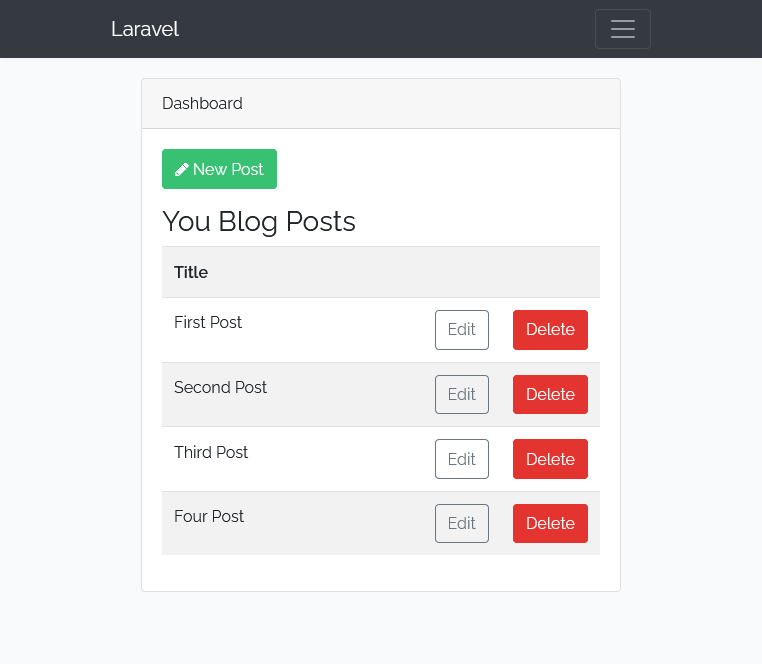 Laravel
Dashboard
New Post
You Blog Posts
Title
First Post Edit Delete
Second Post Edit Delete
Third Post Edit Delete
Four Post Edit Delete